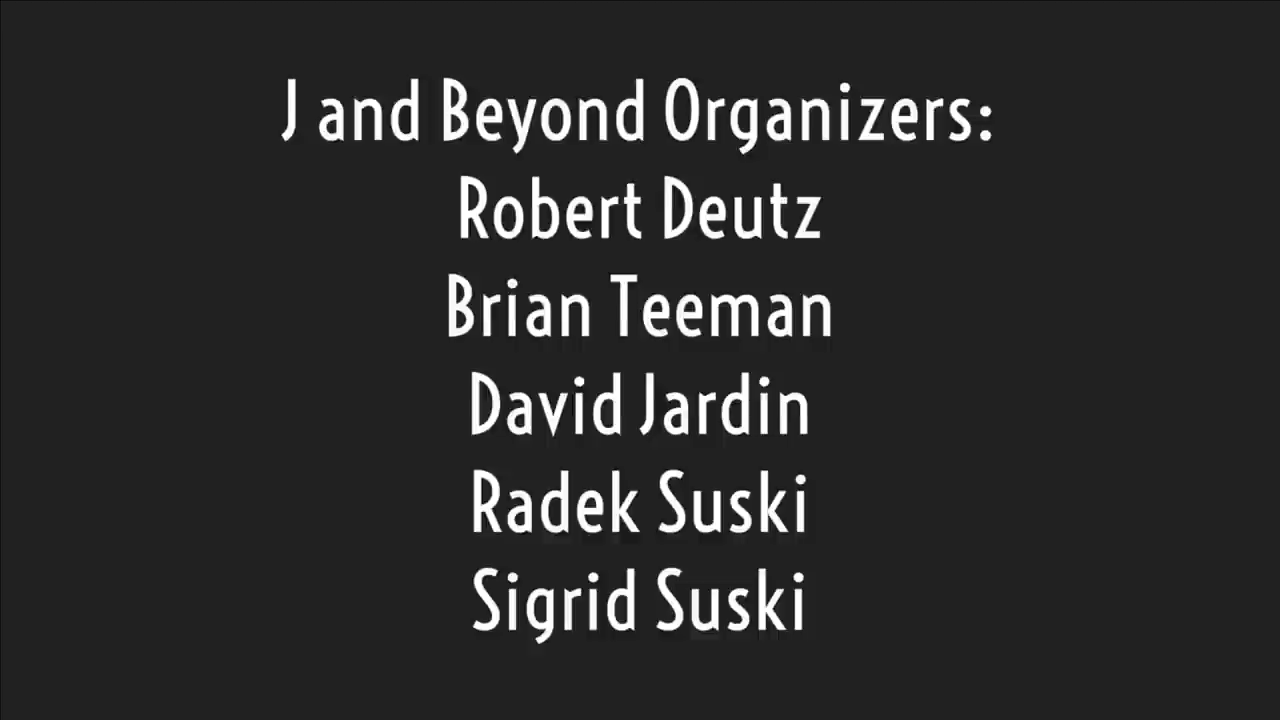 J and Beyond Organizers:
Robert Deutz
Brian Teeman
David Jardin
Radek Suski
Sigrid Suski